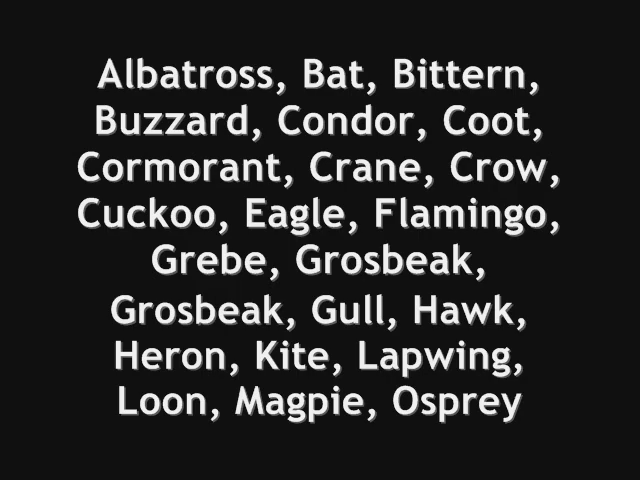 Albatross, Bat, Bittern,
Buzzard, Condor, Coot,
Cormorant, Crane, Crow,
Cuckoo, Eagle, Flamingo,
Grebe, Grosbeak,
Grosbeak, Gull, Hawk,
Heron, Kite, Lapwing,
Loon, Magpie, Osprey